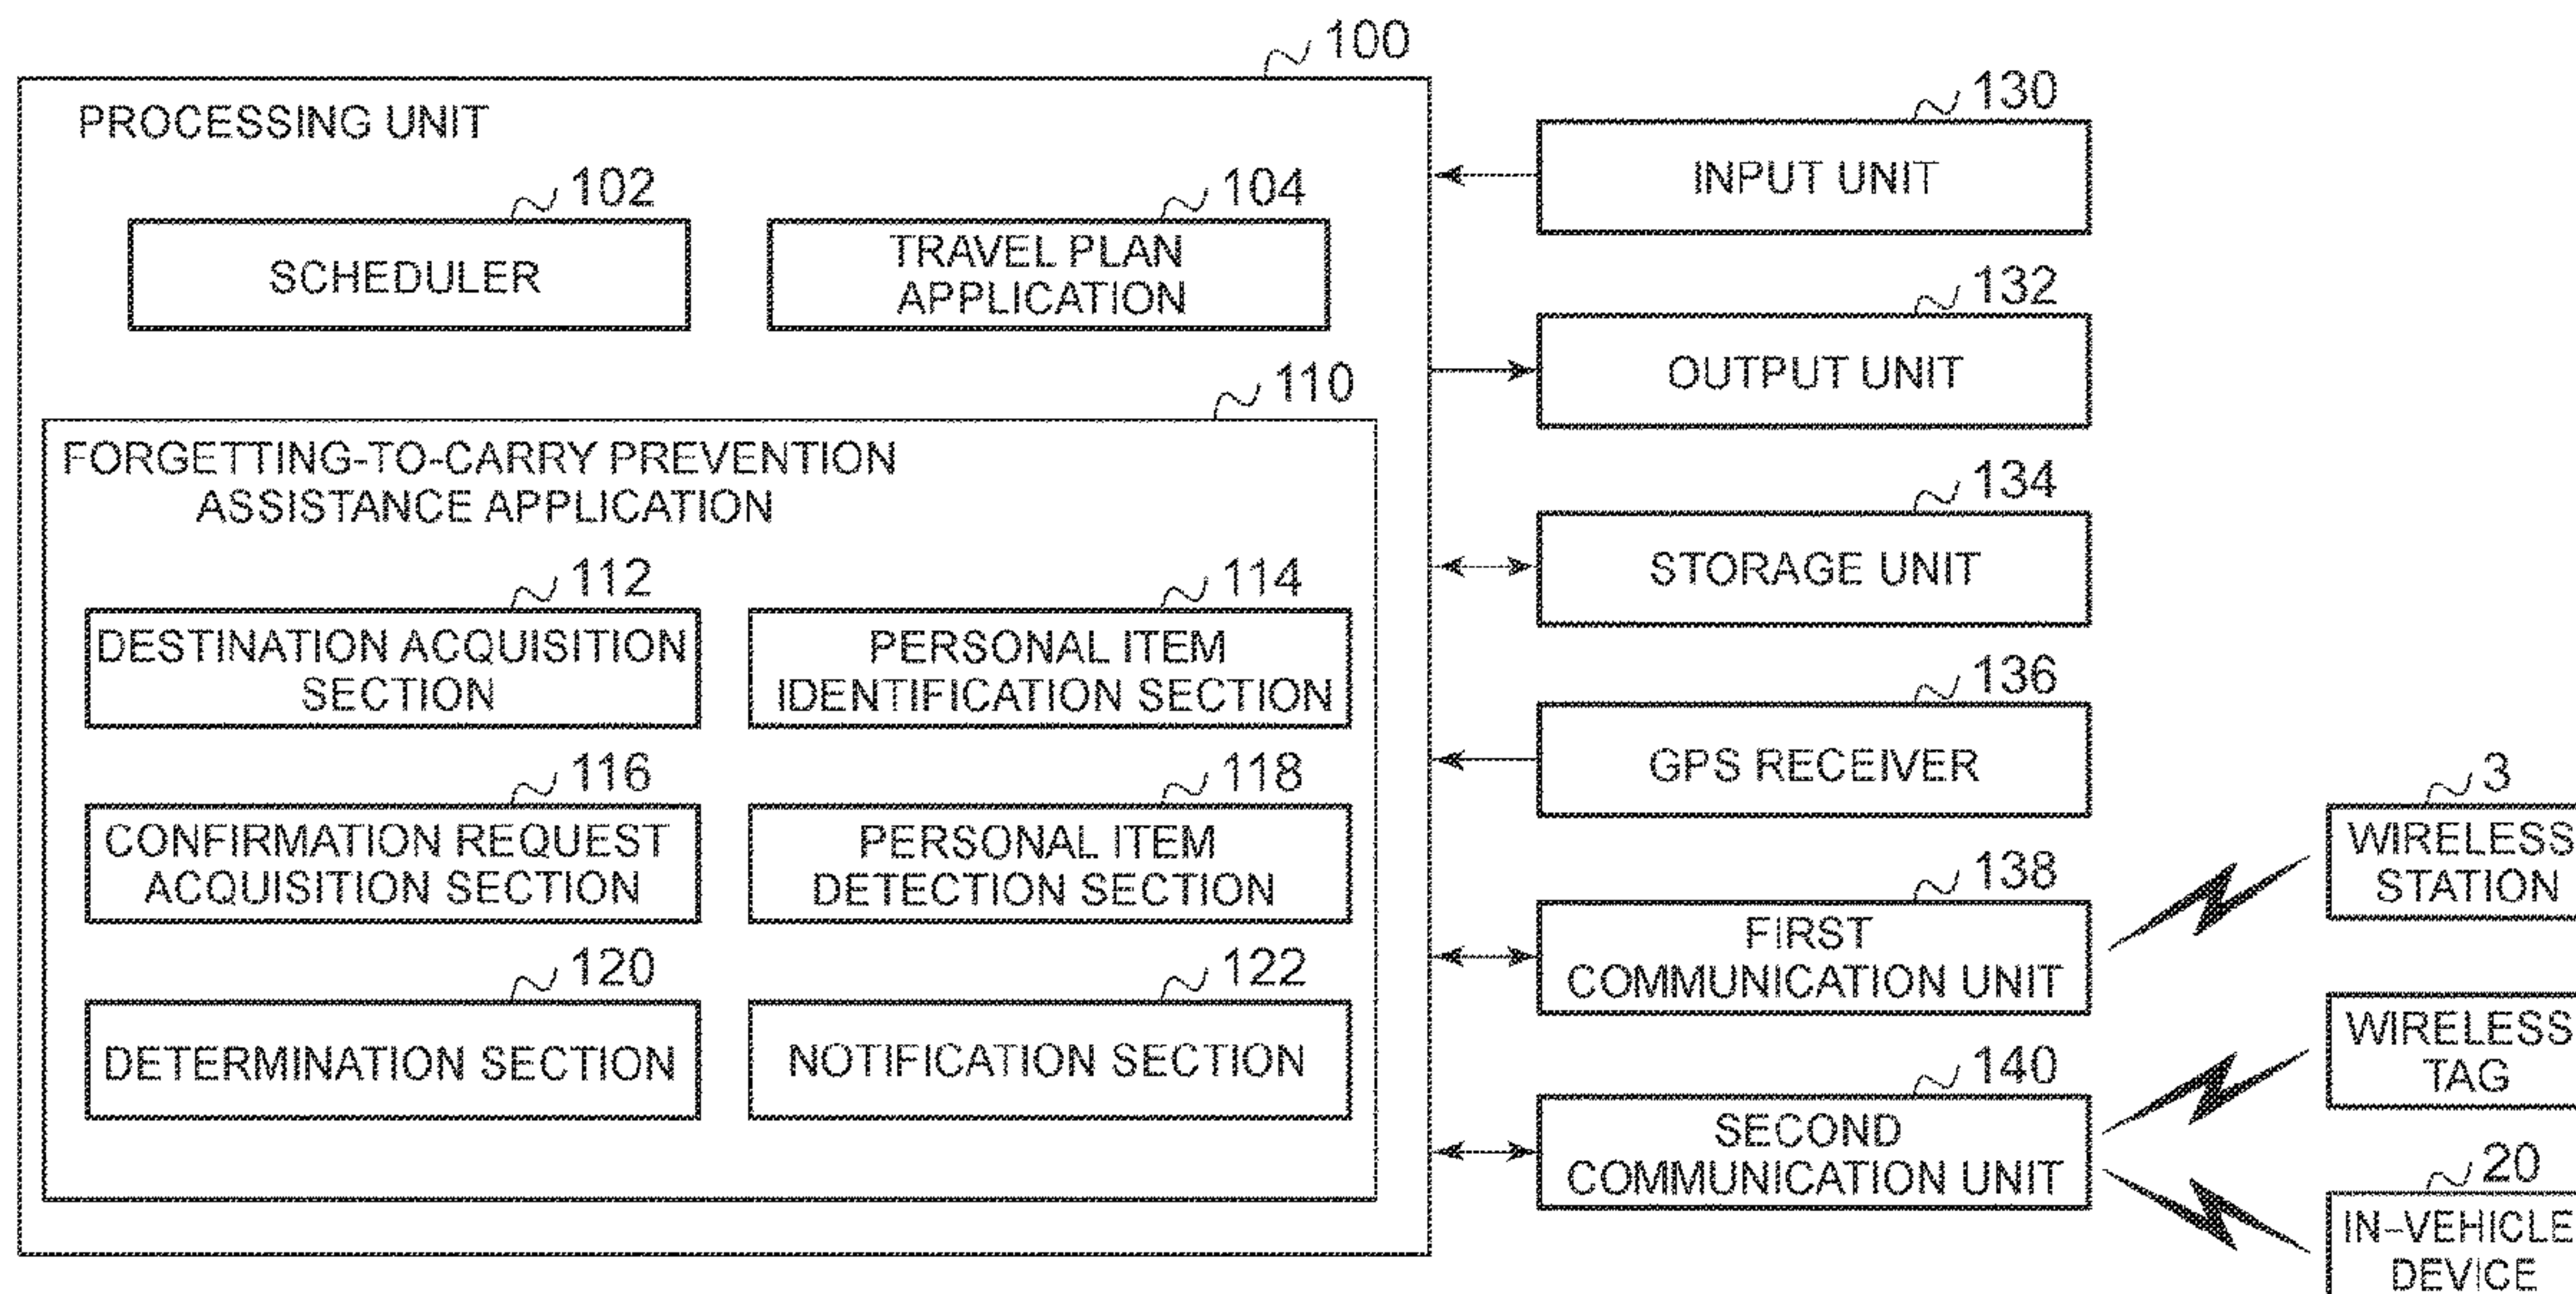 100
PROCESSING UNIT
102
SCHEDULER
104
TRAVEL PLAN
APPLICATION
110
FORGETTING-TO-CARRY PREVENTION
ASSISTANCE APPLICATION
112
DESTINATION ACQUISITION
SECTION
114
PERSONAL ITEM
IDENTIFICATION SECTION
116
CONFIRMATION REQUEST
ACQUISITION SECTION
118
PERSONAL ITEM
DETECTION SECTION
120
DETERMINATION SECTION
122
NOTIFICATION SECTION
130
INPUT UNIT
132
OUTPUT UNIT
134
STORAGE UNIT
136
GPS RECEIVER
138
FIRST
COMMUNICATION UNIT
140
SECOND
COMMUNICATION UNIT
3
WIRELESS
STATION
WIRELESS
TAG
20
IN-VEHICLE
DEVICE